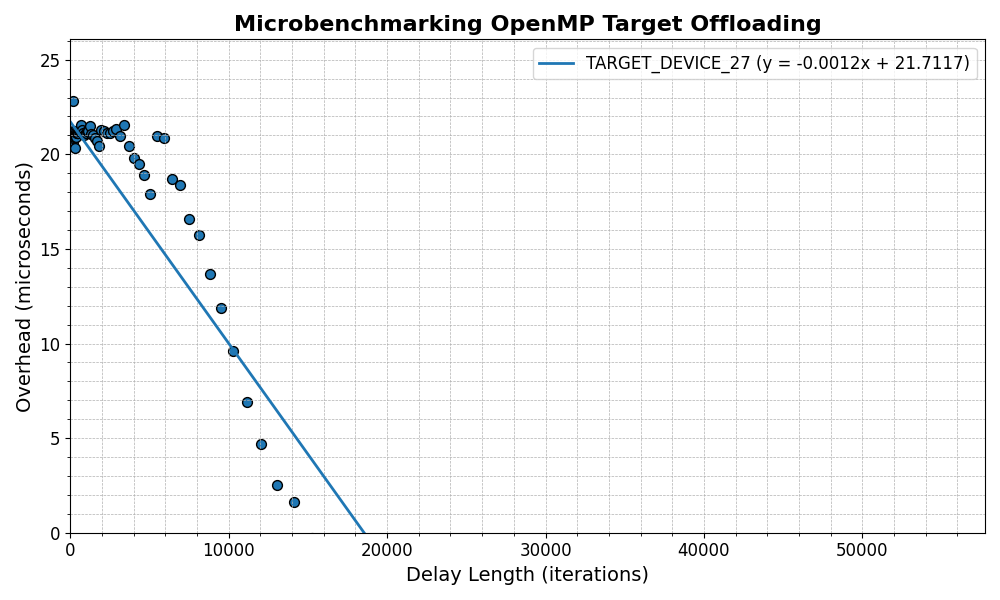 Microbenchmarking OpenMP Target Offloading
TARGET_DEVICE_27 (y = -0.0012x + 21.7117)
Overhead (microseconds)
25
20
15
10
5
0
0 10000 20000 30000 40000 50000
Delay Length (iterations)